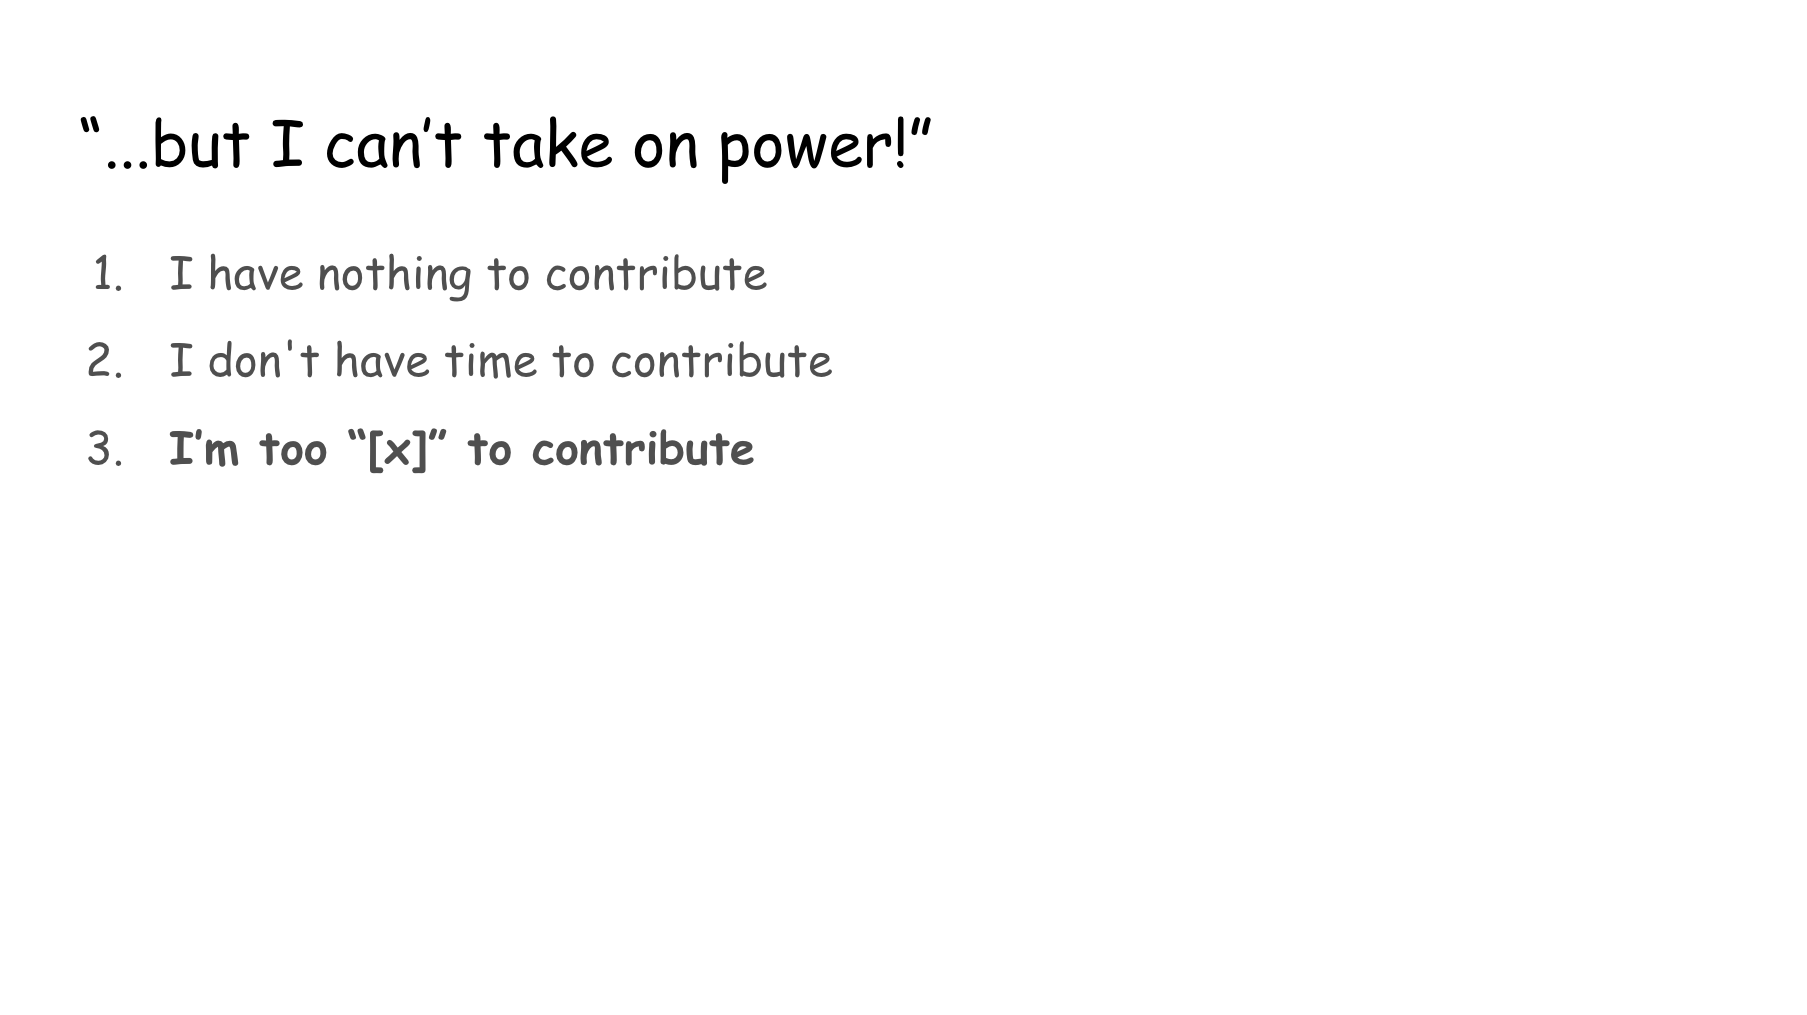 “...but I can’t take on power!”
1. I have nothing to contribute
2. I don't have time to contribute
3. I’m too “[x]” to contribute